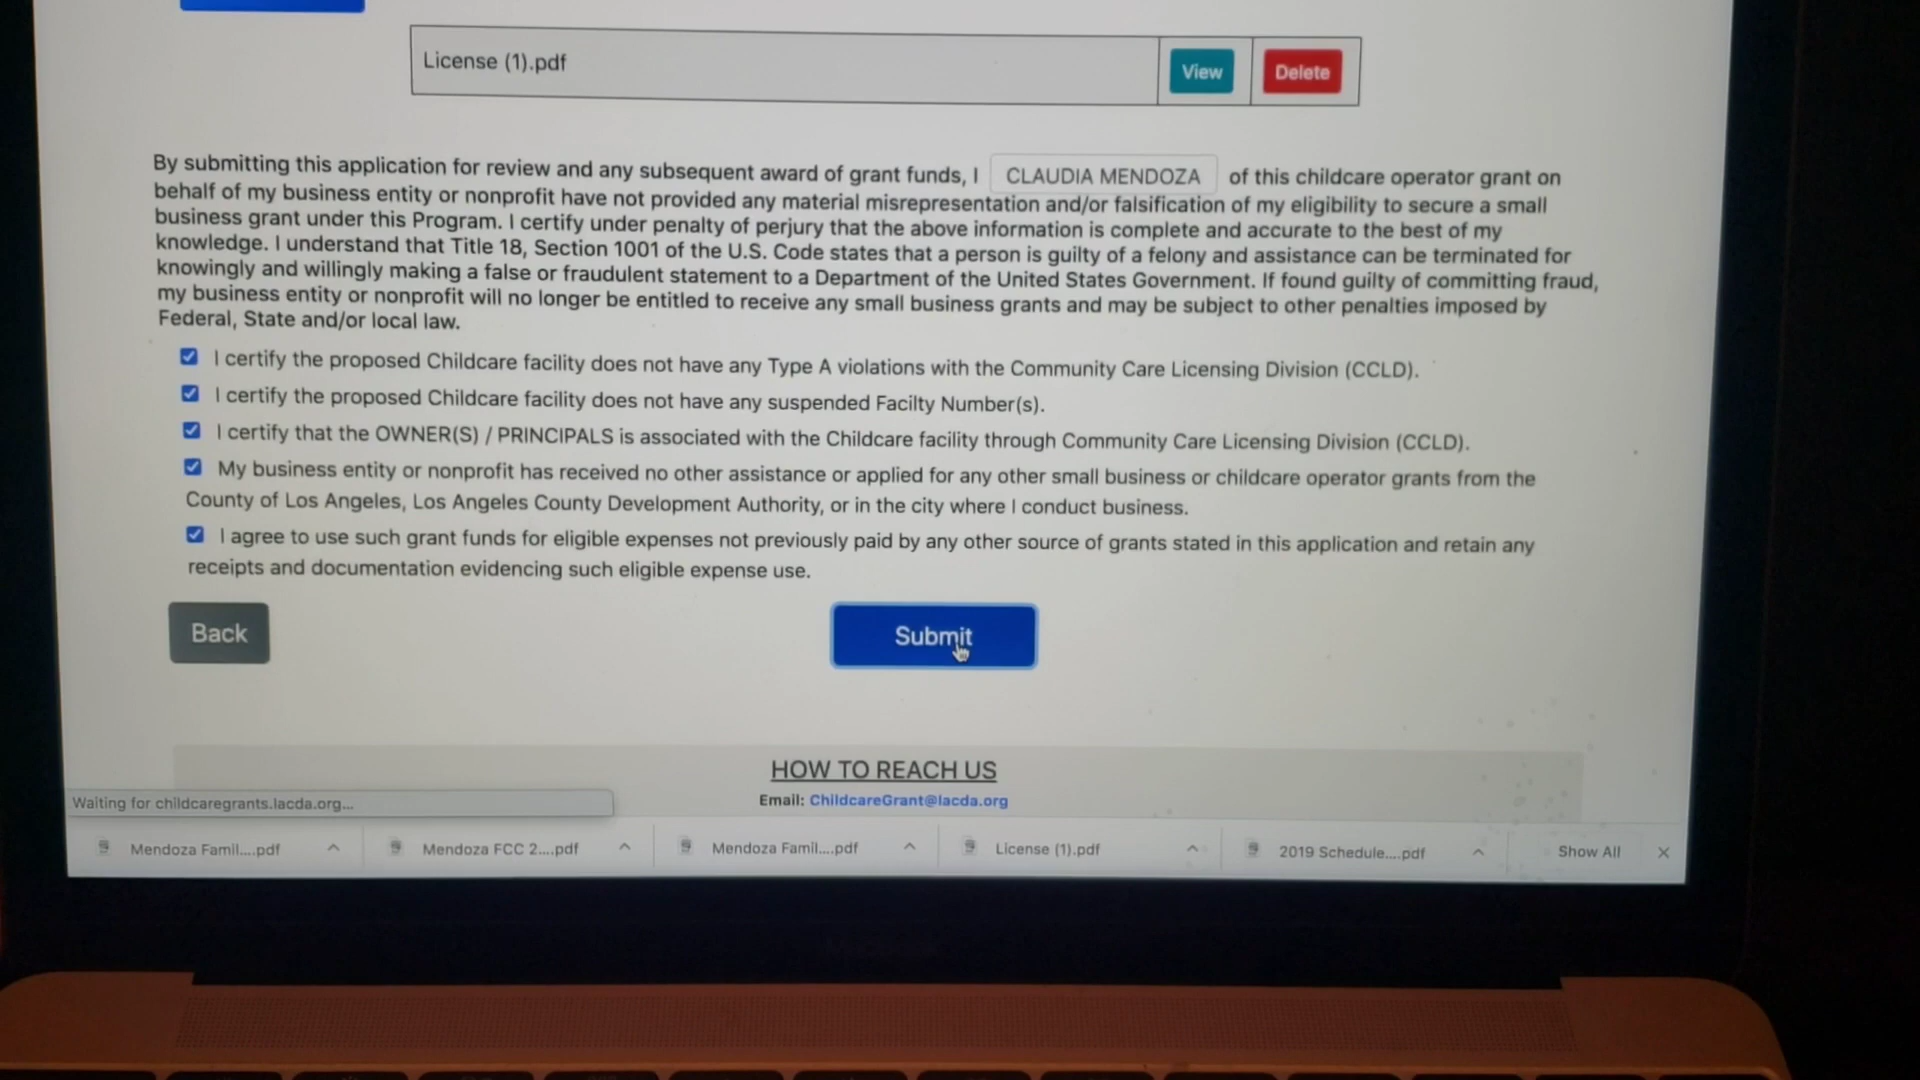 License (1).pdf
View
Delete
By submitting this application for review and any subsequent award of grant funds, I CLAUDIA MENDOZA of this childcare operator grant on
behalf of my business entity or nonprofit have not provided any material misrepresentation and/or falsification of my eligibility to secure a small
business grant under this Program. I certify under penalty of perjury that the above information is complete and accurate to the best of my
knowledge. I understand that Title 18, Section 1001 of the U.S. Code states that a person is guilty of a felony and assistance can be terminated for
knowingly and willingly making a false or fraudulent statement to a Department of the United States Government. If found guilty of committing fraud,
my business entity or nonprofit will no longer be entitled to receive any small business grants and may be subject to other penalties imposed by
Federal, State and/or local law.
I certify the proposed Childcare facility does not have any Type A violations with the Community Care Licensing Division (CCLD).
I certify the proposed Childcare facility does not have any suspended Facilty Number(s).
I certify that the OWNER(S) / PRINCIPALS is associated with the Childcare facility through Community Care Licensing Division (CCLD).
My business entity or nonprofit has received no other assistance or applied for any other small business or childcare operator grants from the
County of Los Angeles, Los Angeles County Development Authority, or in the city where I conduct business.
I agree to use such grant funds for eligible expenses not previously paid by any other source of grants stated in this application and retain any
receipts and documentation evidencing such eligible expense use.
Back
Submit
HOW TO REACH US
Email: ChildcareGrant@lacda.org
Waiting for childcaregrants.lacda.org...
Mendoza Famil....pdf
Mendoza FCC 2....pdf
Mendoza Famil....pdf
License (1).pdf
2019 Schedule....pdf
Show All